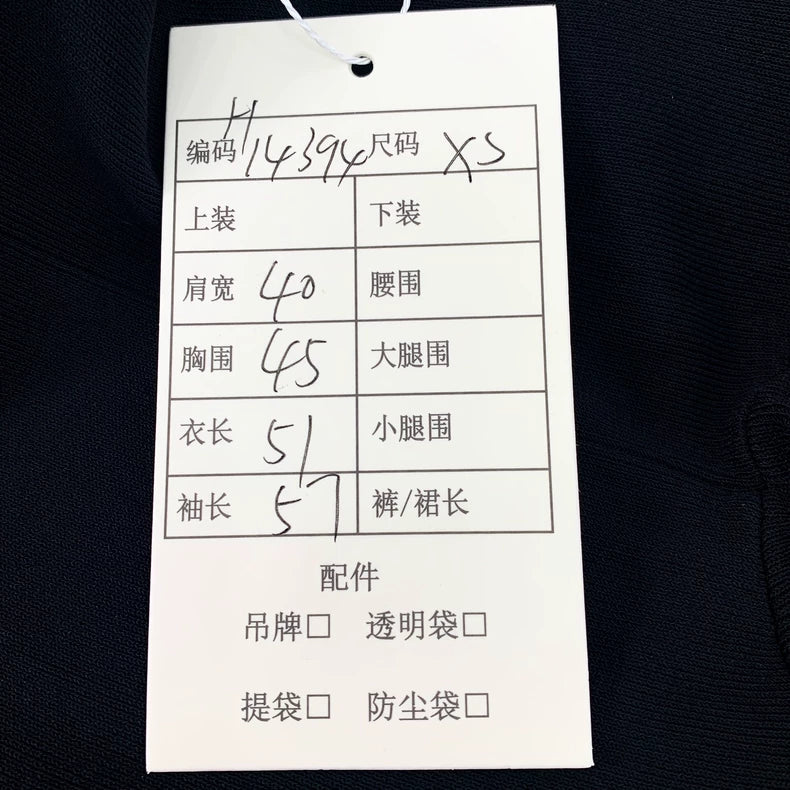 编码 H14394 尺码 XS
上装 下装
肩宽 40 腰围
胸围 45 大腿围
衣长 51 小腿围
袖长 57 裤/裙长
配件
吊牌□ 透明袋□
提袋□ 防尘袋□